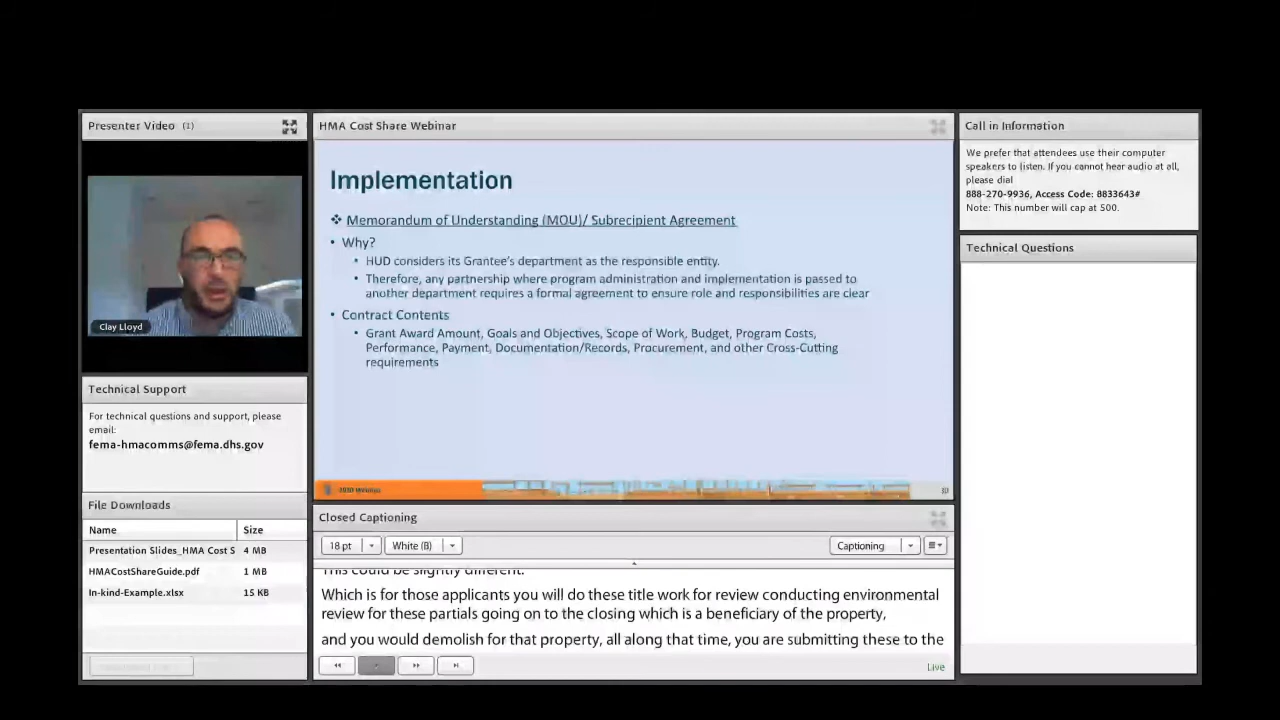 Presenter Video (1)
Clay Lloyd
Technical Support
For technical questions and support, please
email:
fema-hmacomms@fema.dhs.gov
File Downloads
Name Size
Presentation Slides_HMA Cost S 4 MB
HMACostShareGuide.pdf 1 MB
In-kind-Example.xlsx 15 KB
HMA Cost Share Webinar
Implementation
❖ Memorandum of Understanding (MOU)/ Subrecipient Agreement
• Why?
• HUD considers its Grantee's department as the responsible entity.
• Therefore, any partnership where program administration and implementation is passed to
another department requires a formal agreement to ensure role and responsibilities are clear
• Contract Contents
• Grant Award Amount, Goals and Objectives, Scope of Work, Budget, Program Costs,
Performance, Payment, Documentation/Records, Procurement, and other Cross-Cutting
requirements
Closed Captioning
18 pt White (B) Captioning
This could be slightly different.
Which is for those applicants you will do these title work for review conducting environmental
review for these partials going on to the closing which is a beneficiary of the property,
and you would demolish for that property, all along that time, you are submitting these to the
Live
Call in Information
We prefer that attendees use their computer
speakers to listen. If you cannot hear audio at all,
please dial
888-270-9936, Access Code: 8833643#
Note: This number will cap at 500.
Technical Questions